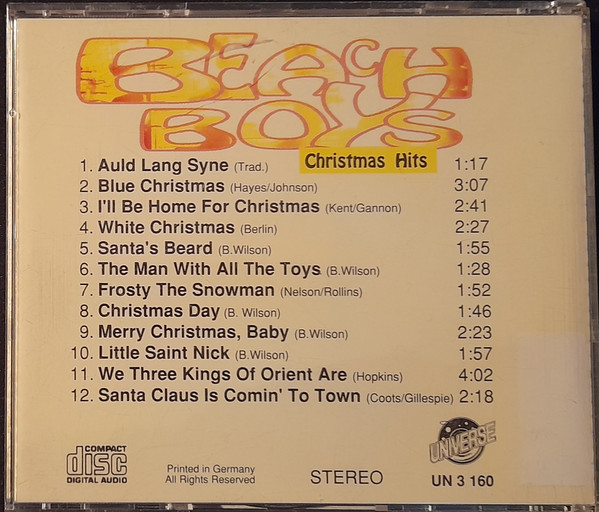 BEACH
BOYS
Christmas Hits
1. Auld Lang Syne (Trad.) 1:17
2. Blue Christmas (Hayes/Johnson) 3:07
3. I'll Be Home For Christmas (Kent/Gannon) 2:41
4. White Christmas (Berlin) 2:27
5. Santa's Beard (B.Wilson) 1:55
6. The Man With All The Toys (B.Wilson) 1:28
7. Frosty The Snowman (Nelson/Rollins) 1:52
8. Christmas Day (B. Wilson) 1:46
9. Merry Christmas, Baby (B.Wilson) 2:23
10. Little Saint Nick (B.Wilson) 1:57
11. We Three Kings Of Orient Are (Hopkins) 4:02
12. Santa Claus Is Comin' To Town (Coots/Gillespie) 2:18
COMPACT
disc
DIGITAL AUDIO
Printed in Germany
All Rights Reserved
STEREO
UNIVERSE
UN 3 160